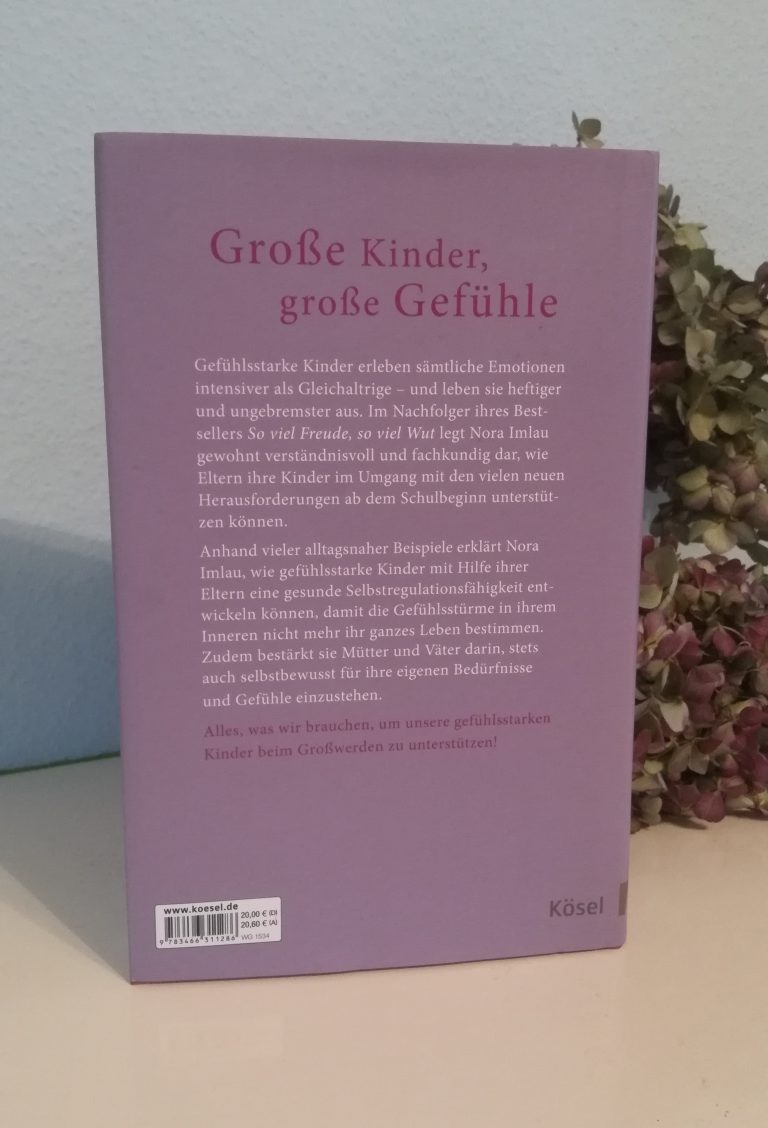 Große Kinder,
große Gefühle
Gefühlsstarke Kinder erleben sämtliche Emotionen
intensiver als Gleichaltrige – und leben sie heftiger
und ungebremster aus. Im Nachfolger ihres Best-
sellers So viel Freude, so viel Wut legt Nora Imlau
gewohnt verständnisvoll und fachkundig dar, wie
Eltern ihre Kinder im Umgang mit den vielen neuen
Herausforderungen ab dem Schulbeginn unterstüt-
zen können.
Anhand vieler alltagsnaher Beispiele erklärt Nora
Imlau, wie gefühlsstarke Kinder mit Hilfe ihrer
Eltern eine gesunde Selbstregulationsfähigkeit ent-
wickeln können, damit die Gefühlsstürme in ihrem
Inneren nicht mehr ihr ganzes Leben bestimmen.
Zudem bestärkt sie Mütter und Väter darin, stets
auch selbstbewusst für ihre eigenen Bedürfnisse
und Gefühle einzustehen.
Alles, was wir brauchen, um unsere gefühlsstarken
Kinder beim Großwerden zu unterstützen!
www.koesel.de
20,00 € (D)
20,60 € (A)
9 783466 311286
WG 1534
Kösel